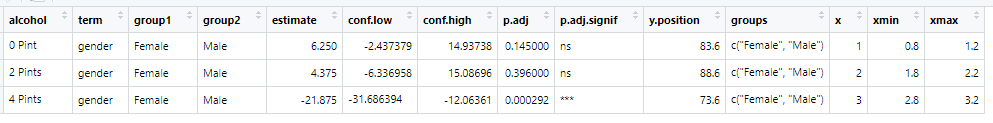 alcohol term group1 group2 estimate conf.low conf.high p.adj p.adj.signif y.position groups x xmin xmax
0 Pint gender Female Male 6.250 -2.437379 14.93738 0.145000 ns 83.6 c("Female", "Male") 1 0.8 1.2
2 Pints gender Female Male 4.375 -6.336958 15.08696 0.396000 ns 88.6 c("Female", "Male") 2 1.8 2.2
4 Pints gender Female Male -21.875 -31.686394 -12.06361 0.000292 *** 73.6 c("Female", "Male") 3 2.8 3.2